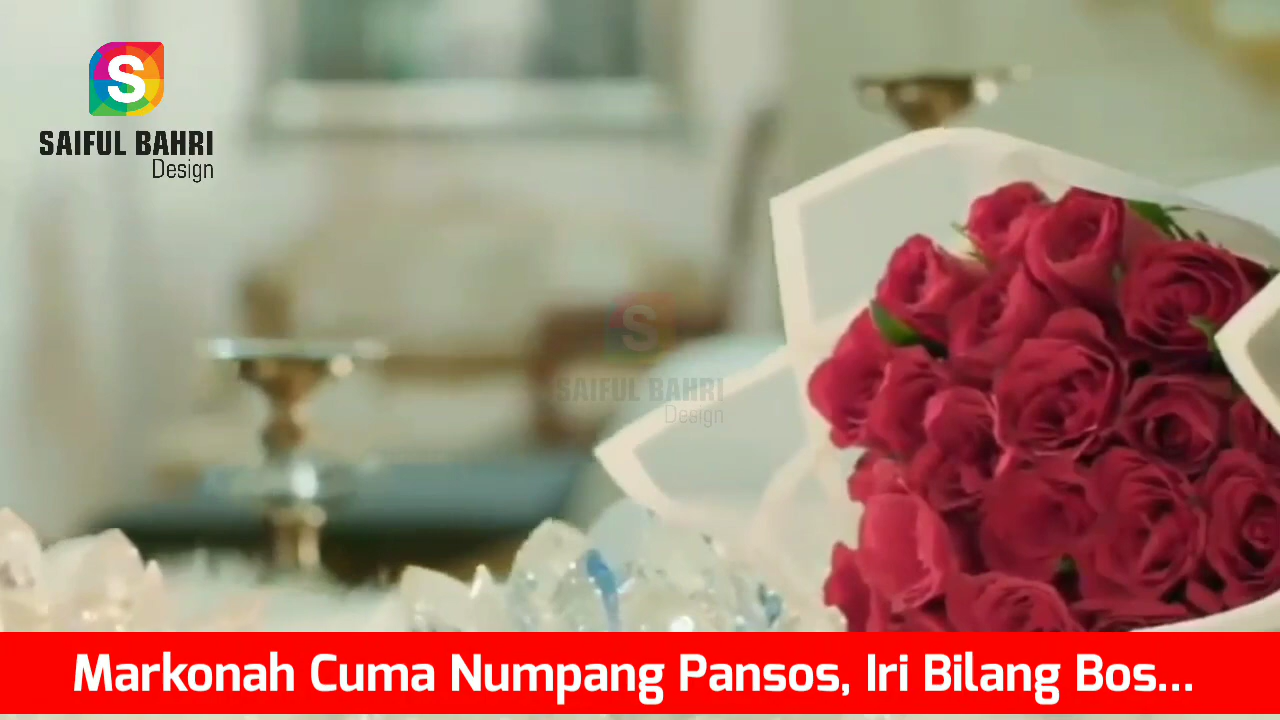 S
SAIFUL BAHRI
Design
S
SAIFUL BAHRI
Design
Markonah Cuma Numpang Pansos, Iri Bilang Bos...